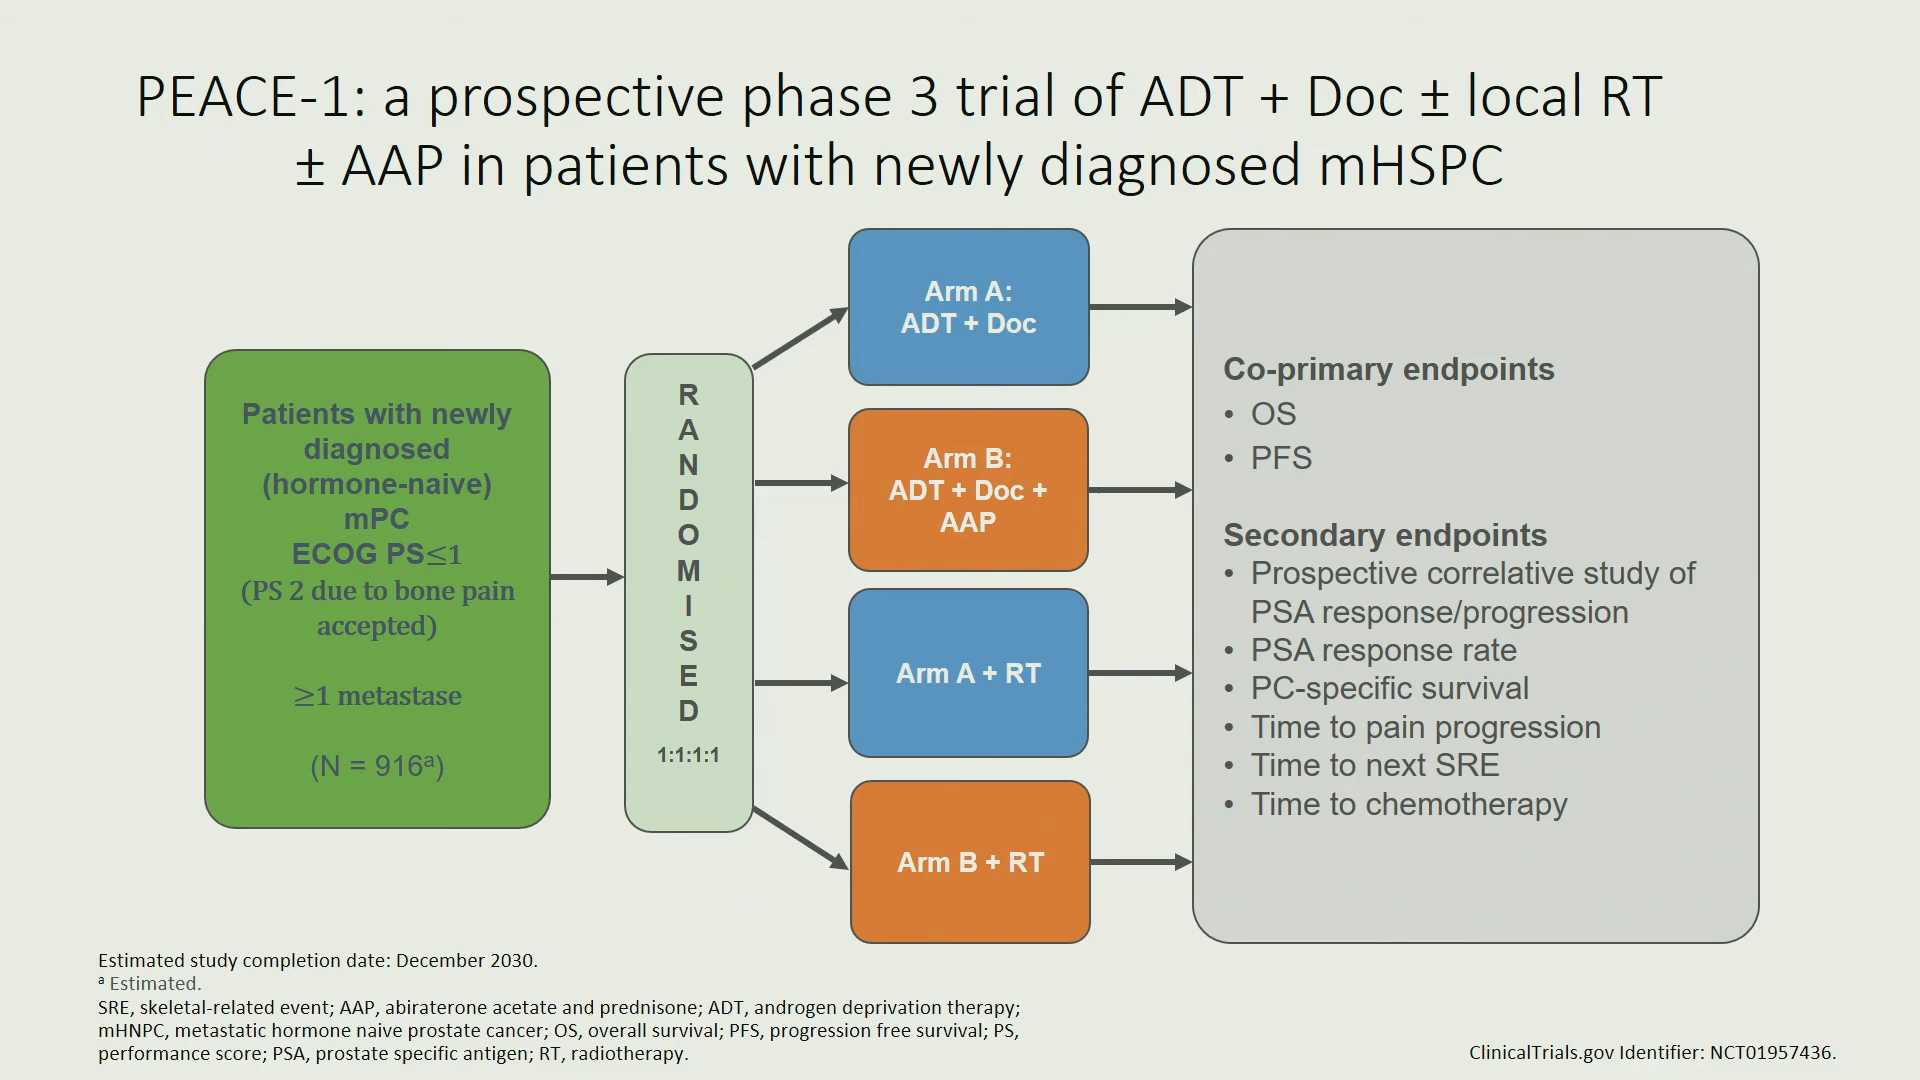 PEACE-1: a prospective phase 3 trial of ADT + Doc ± local RT
± AAP in patients with newly diagnosed mHSPC
Patients with newly
diagnosed
(hormone-naive)
mPC
ECOG PS≤1
(PS 2 due to bone pain
accepted)
≥1 metastase
(N = 916ª)
R
A
N
D
O
M
I
S
E
D
1:1:1:1
Arm A:
ADT + Doc
Arm B:
ADT + Doc +
AAP
Arm A + RT
Arm B + RT
Co-primary endpoints
• OS
• PFS
Secondary endpoints
• Prospective correlative study of
PSA response/progression
• PSA response rate
• PC-specific survival
• Time to pain progression
• Time to next SRE
• Time to chemotherapy
Estimated study completion date: December 2030.
ª Estimated.
SRE, skeletal-related event; AAP, abiraterone acetate and prednisone; ADT, androgen deprivation therapy;
mHNPC, metastatic hormone naive prostate cancer; OS, overall survival; PFS, progression free survival; PS,
performance score; PSA, prostate specific antigen; RT, radiotherapy.
ClinicalTrials.gov Identifier: NCT01957436.